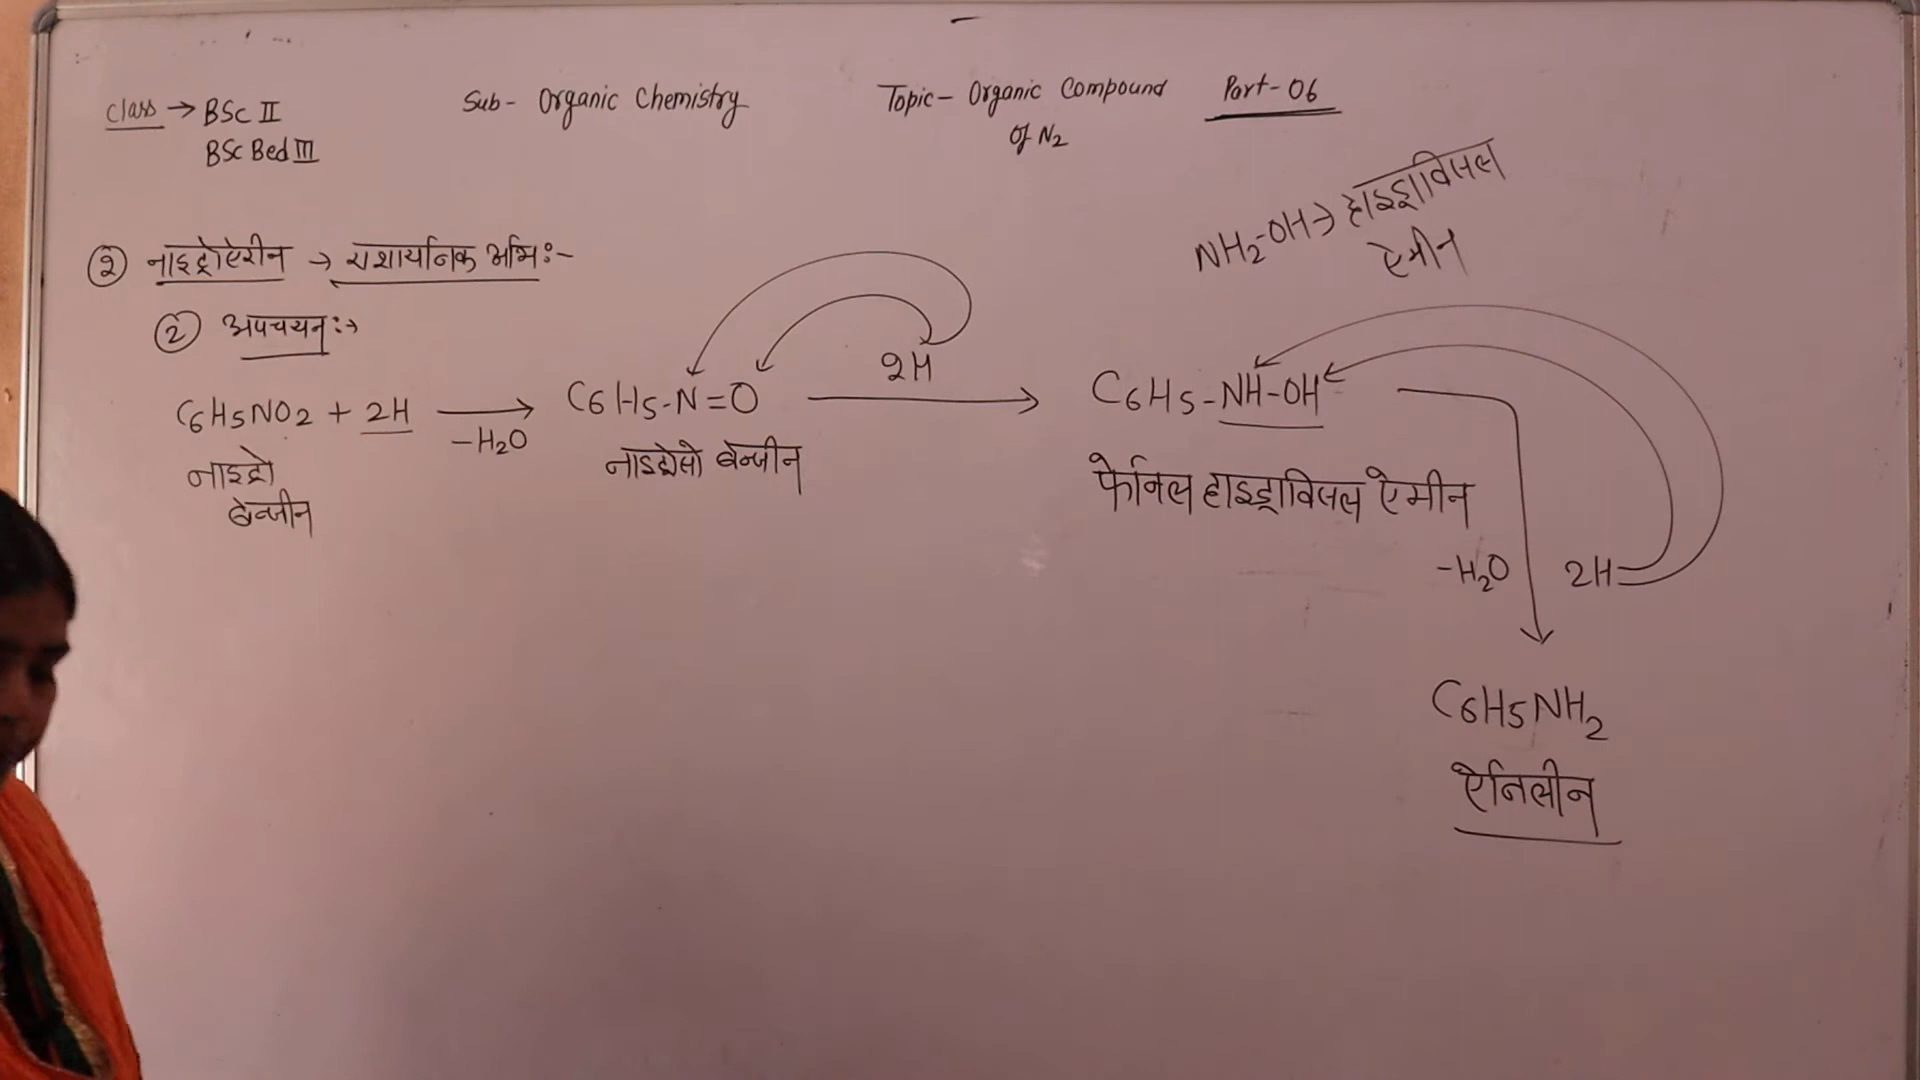 Class → BSc II
BSc Bed III
Sub- Organic Chemistry
Topic- Organic Compound
of N2
Part-06
NH2-OH→ हाइड्राक्सिल
ऐमीन
② नाइट्रोऐरीन → रासायनिक अभि:-
② अपचयन:→
C6H5NO2 + 2H
-H2O
C6H5-N=O
2H
C6H5-NH-OH
नाइट्रो
बेन्जीन
नाइट्रोसो बेन्जीन
फेनिल हाइड्राक्सिल ऐमीन
-H2O
2H
C6H5NH2
ऐनिलीन